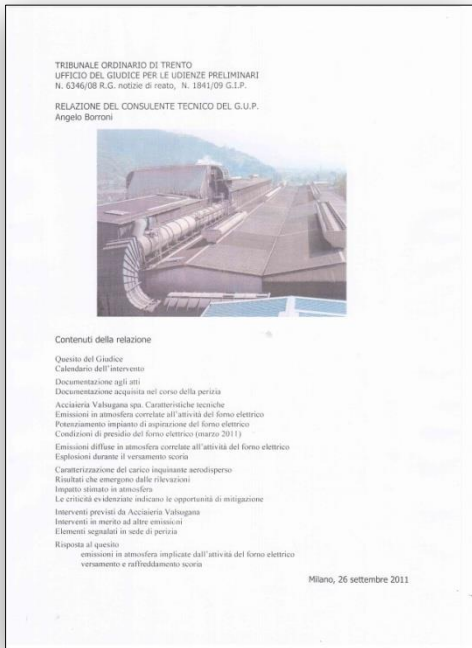 TRIBUNALE ORDINARIO DI TRENTO
UFFICIO DEL GIUDICE PER LE UDIENZE PRELIMINARI
N. 6346/08 R.G. notizie di reato, N. 1841/09 G.I.P.
RELAZIONE DEL CONSULENTE TECNICO DEL G.U.P.
Angelo Borroni
Contenuti della relazione
Quesito del Giudice
Calendario dell'intervento
Documentazione agli atti
Documentazione acquisita nel corso della perizia
Acciaieria Valsugana spa. Caratteristiche tecniche
Emissioni in atmosfera correlate all'attività del forno elettrico
Potenziamento impianto di aspirazione del forno elettrico
Condizioni di presidio del forno elettrico (marzo 2011)
Emissioni diffuse in atmosfera correlate all'attività del forno elettrico
Esplosioni durante il versamento scoria
Caratterizzazione del carico inquinante aerodisperso
Risultati che emergono dalle rilevazioni
Impatto stimato in atmosfera
Le criticità evidenziate indicano le opportunità di mitigazione
Interventi previsti da Acciaieria Valsugana
Interventi in merito ad altre emissioni
Elementi segnalati in sede di perizia
Risposta al quesito
emissioni in atmosfera implicate dall'attività del forno elettrico
versamento e raffreddamento scoria
Milano, 26 settembre 2011